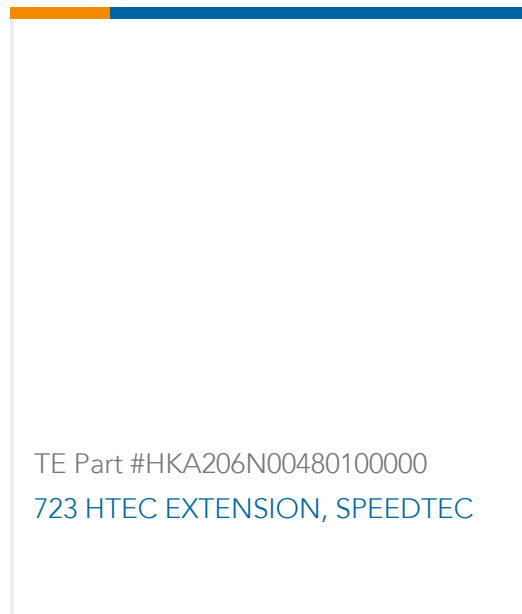 TE Part #HKA206N00480100000
723 HTEC EXTENSION, SPEEDTEC